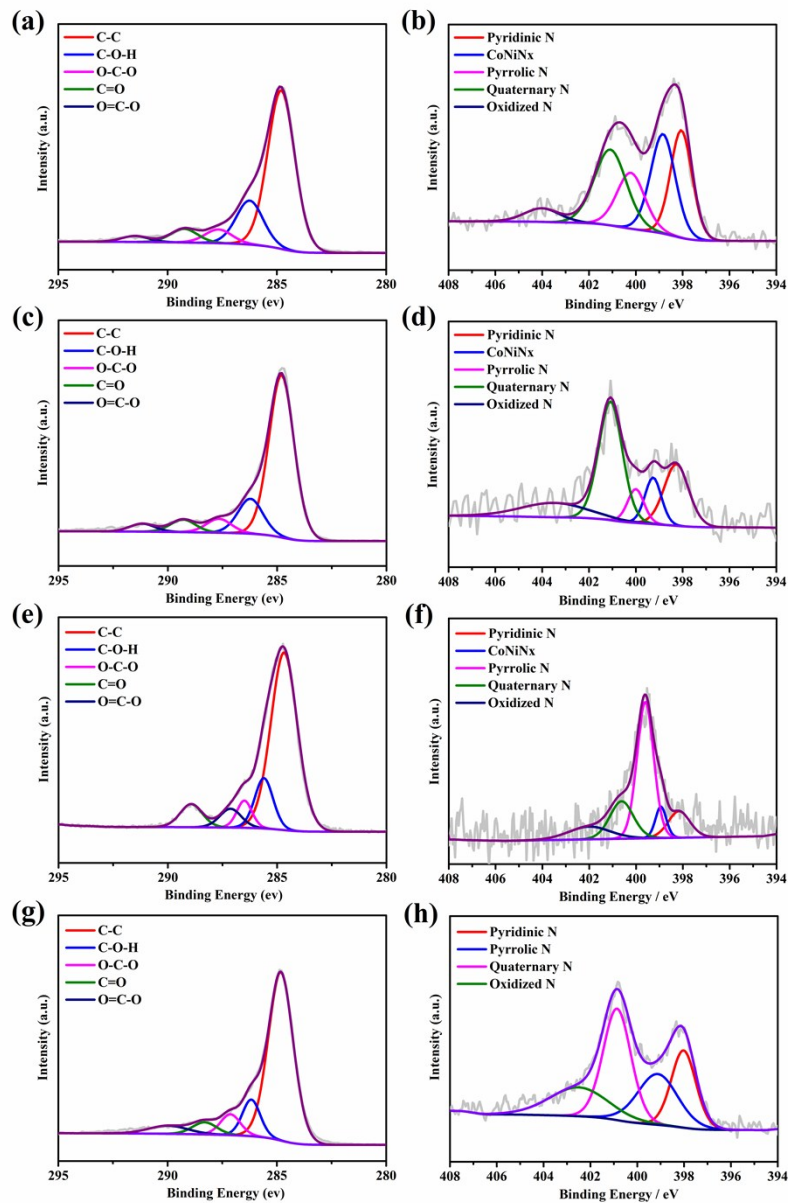 (a)
C-C
C-O-H
O-C-O
C=O
O=C-O
Intensity (a.u.)
295 290 285 280
Binding Energy (ev)
(b)
Pyridinic N
CoNiNx
Pyrrolic N
Quaternary N
Oxidized N
Intensity (a.u.)
408 406 404 402 400 398 396 394
Binding Energy / eV
(c)
C-C
C-O-H
O-C-O
C=O
O=C-O
Intensity (a.u.)
295 290 285 280
Binding Energy (ev)
(d)
Pyridinic N
CoNiNx
Pyrrolic N
Quaternary N
Oxidized N
Intensity (a.u.)
408 406 404 402 400 398 396 394
Binding Energy / eV
(e)
C-C
C-O-H
O-C-O
C=O
O=C-O
Intensity (a.u.)
295 290 285 280
Binding Energy (ev)
(f)
Pyridinic N
CoNiNx
Pyrrolic N
Quaternary N
Oxidized N
Intensity (a.u.)
408 406 404 402 400 398 396 394
Binding Energy / eV
(g)
C-C
C-O-H
O-C-O
C=O
O=C-O
Intensity (a.u.)
295 290 285 280
Binding Energy (ev)
(h)
Pyridinic N
Pyrrolic N
Quaternary N
Oxidized N
Intensity (a.u.)
408 406 404 402 400 398 396 394
Binding Energy / eV